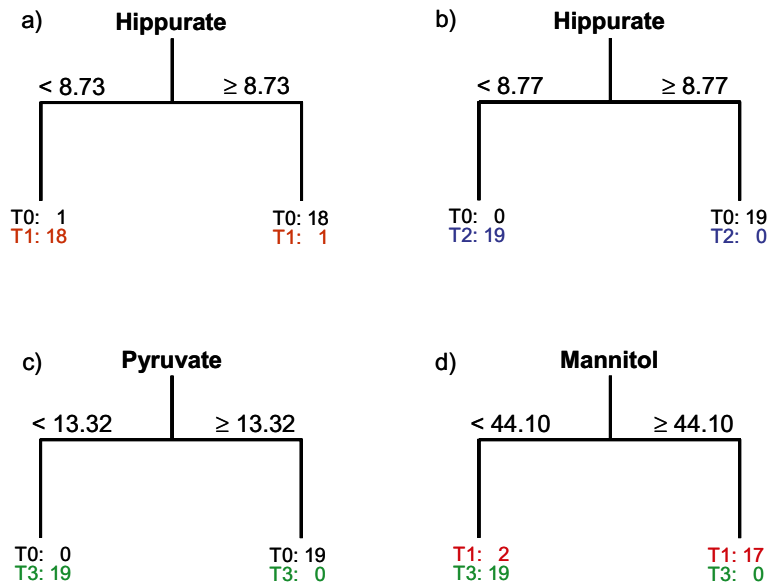 a) Hippurate
< 8.73 ≥ 8.73
T0: 1 T0: 18
T1: 18 T1: 1
b) Hippurate
< 8.77 ≥ 8.77
T0: 0 T0: 19
T2: 19 T2: 0
c) Pyruvate
< 13.32 ≥ 13.32
T0: 0 T0: 19
T3: 19 T3: 0
d) Mannitol
< 44.10 ≥ 44.10
T1: 2 T1: 17
T3: 19 T3: 0